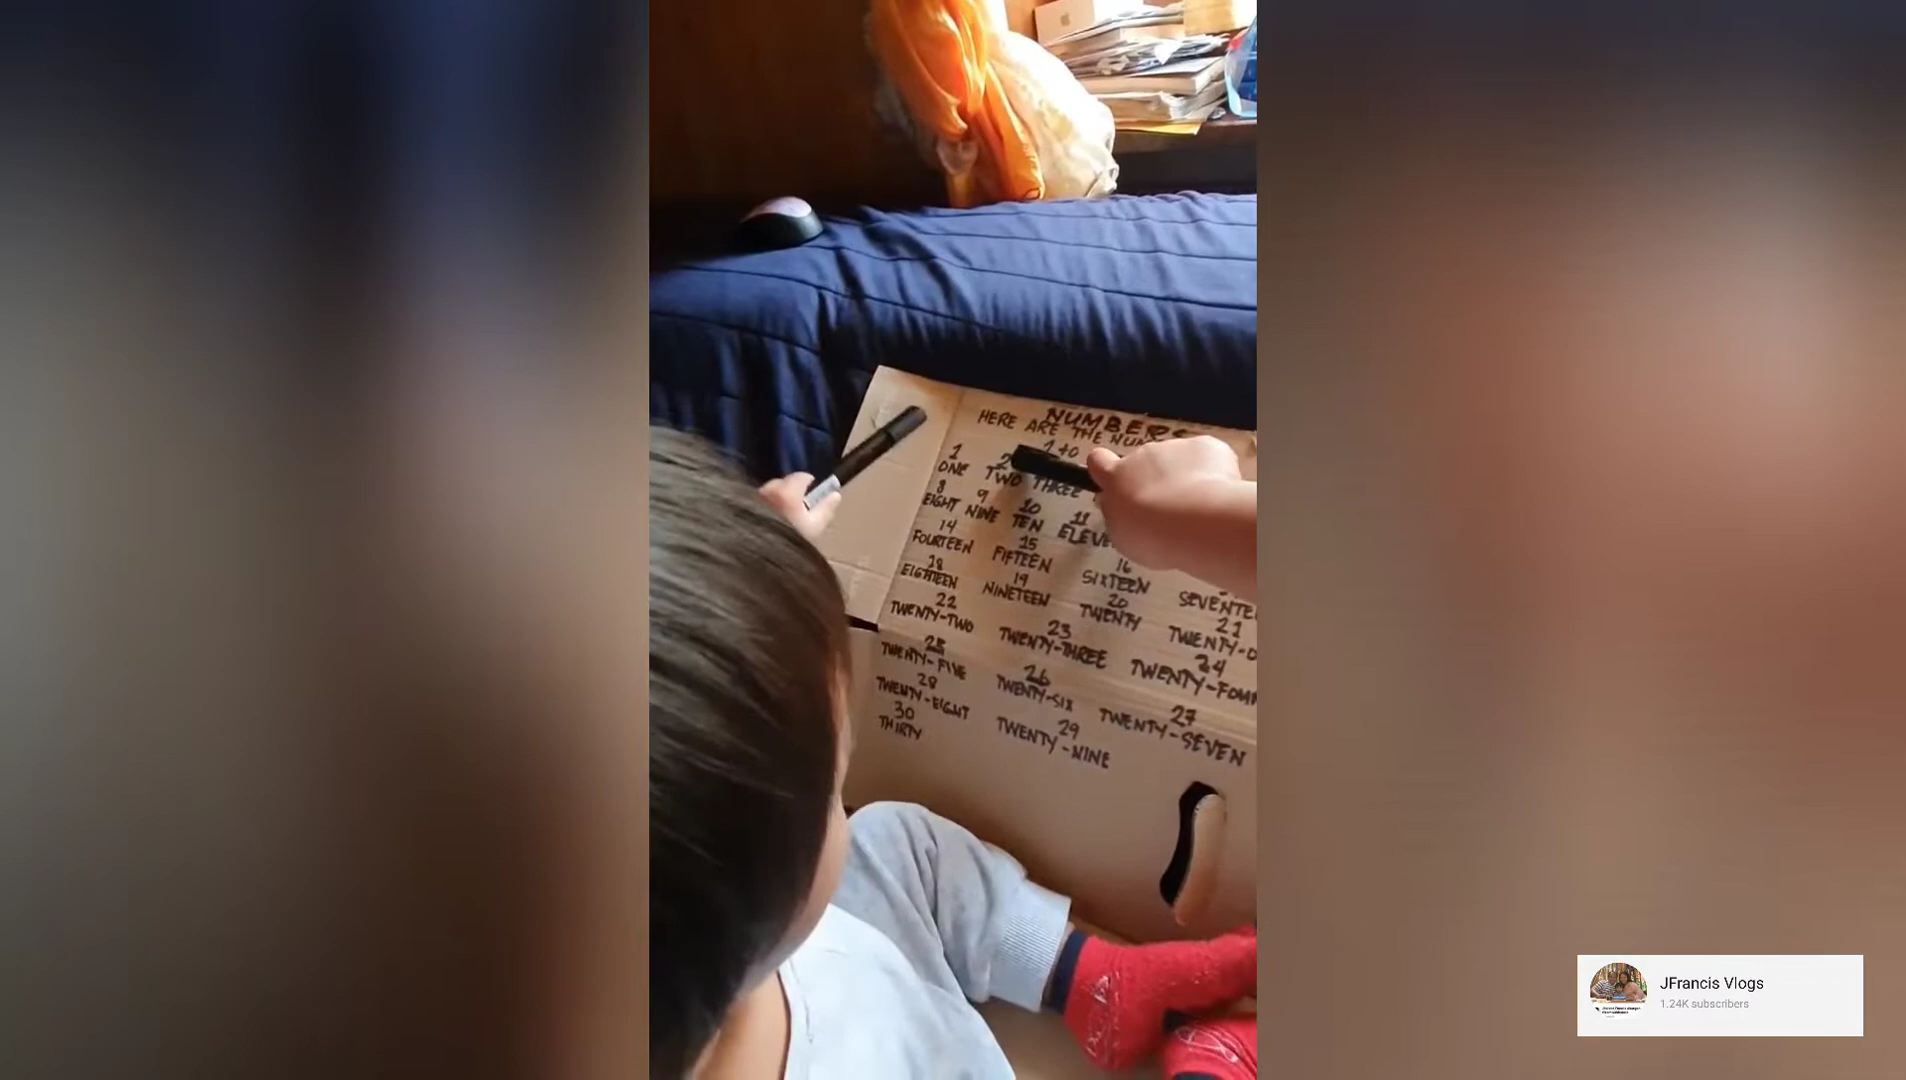 NUMBERS
HERE ARE THE
1 to
1 2
ONE TWO THREE
8 9 10 11
EIGHT NINE TEN
14 15 16
FOURTEEN FIFTEEN SIXTEEN
18 19 20 21
EIGHTEEN NINETEEN TWENTY
22 23 24
TWENTY-TWO TWENTY-THREE
25 26 27
TWENTY-FIVE TWENTY-SIX TWENTY-SEVEN
28 29
TWENTY-EIGHT TWENTY-NINE
30
THIRTY
JFrancis Vlogs
1.24K subscribers